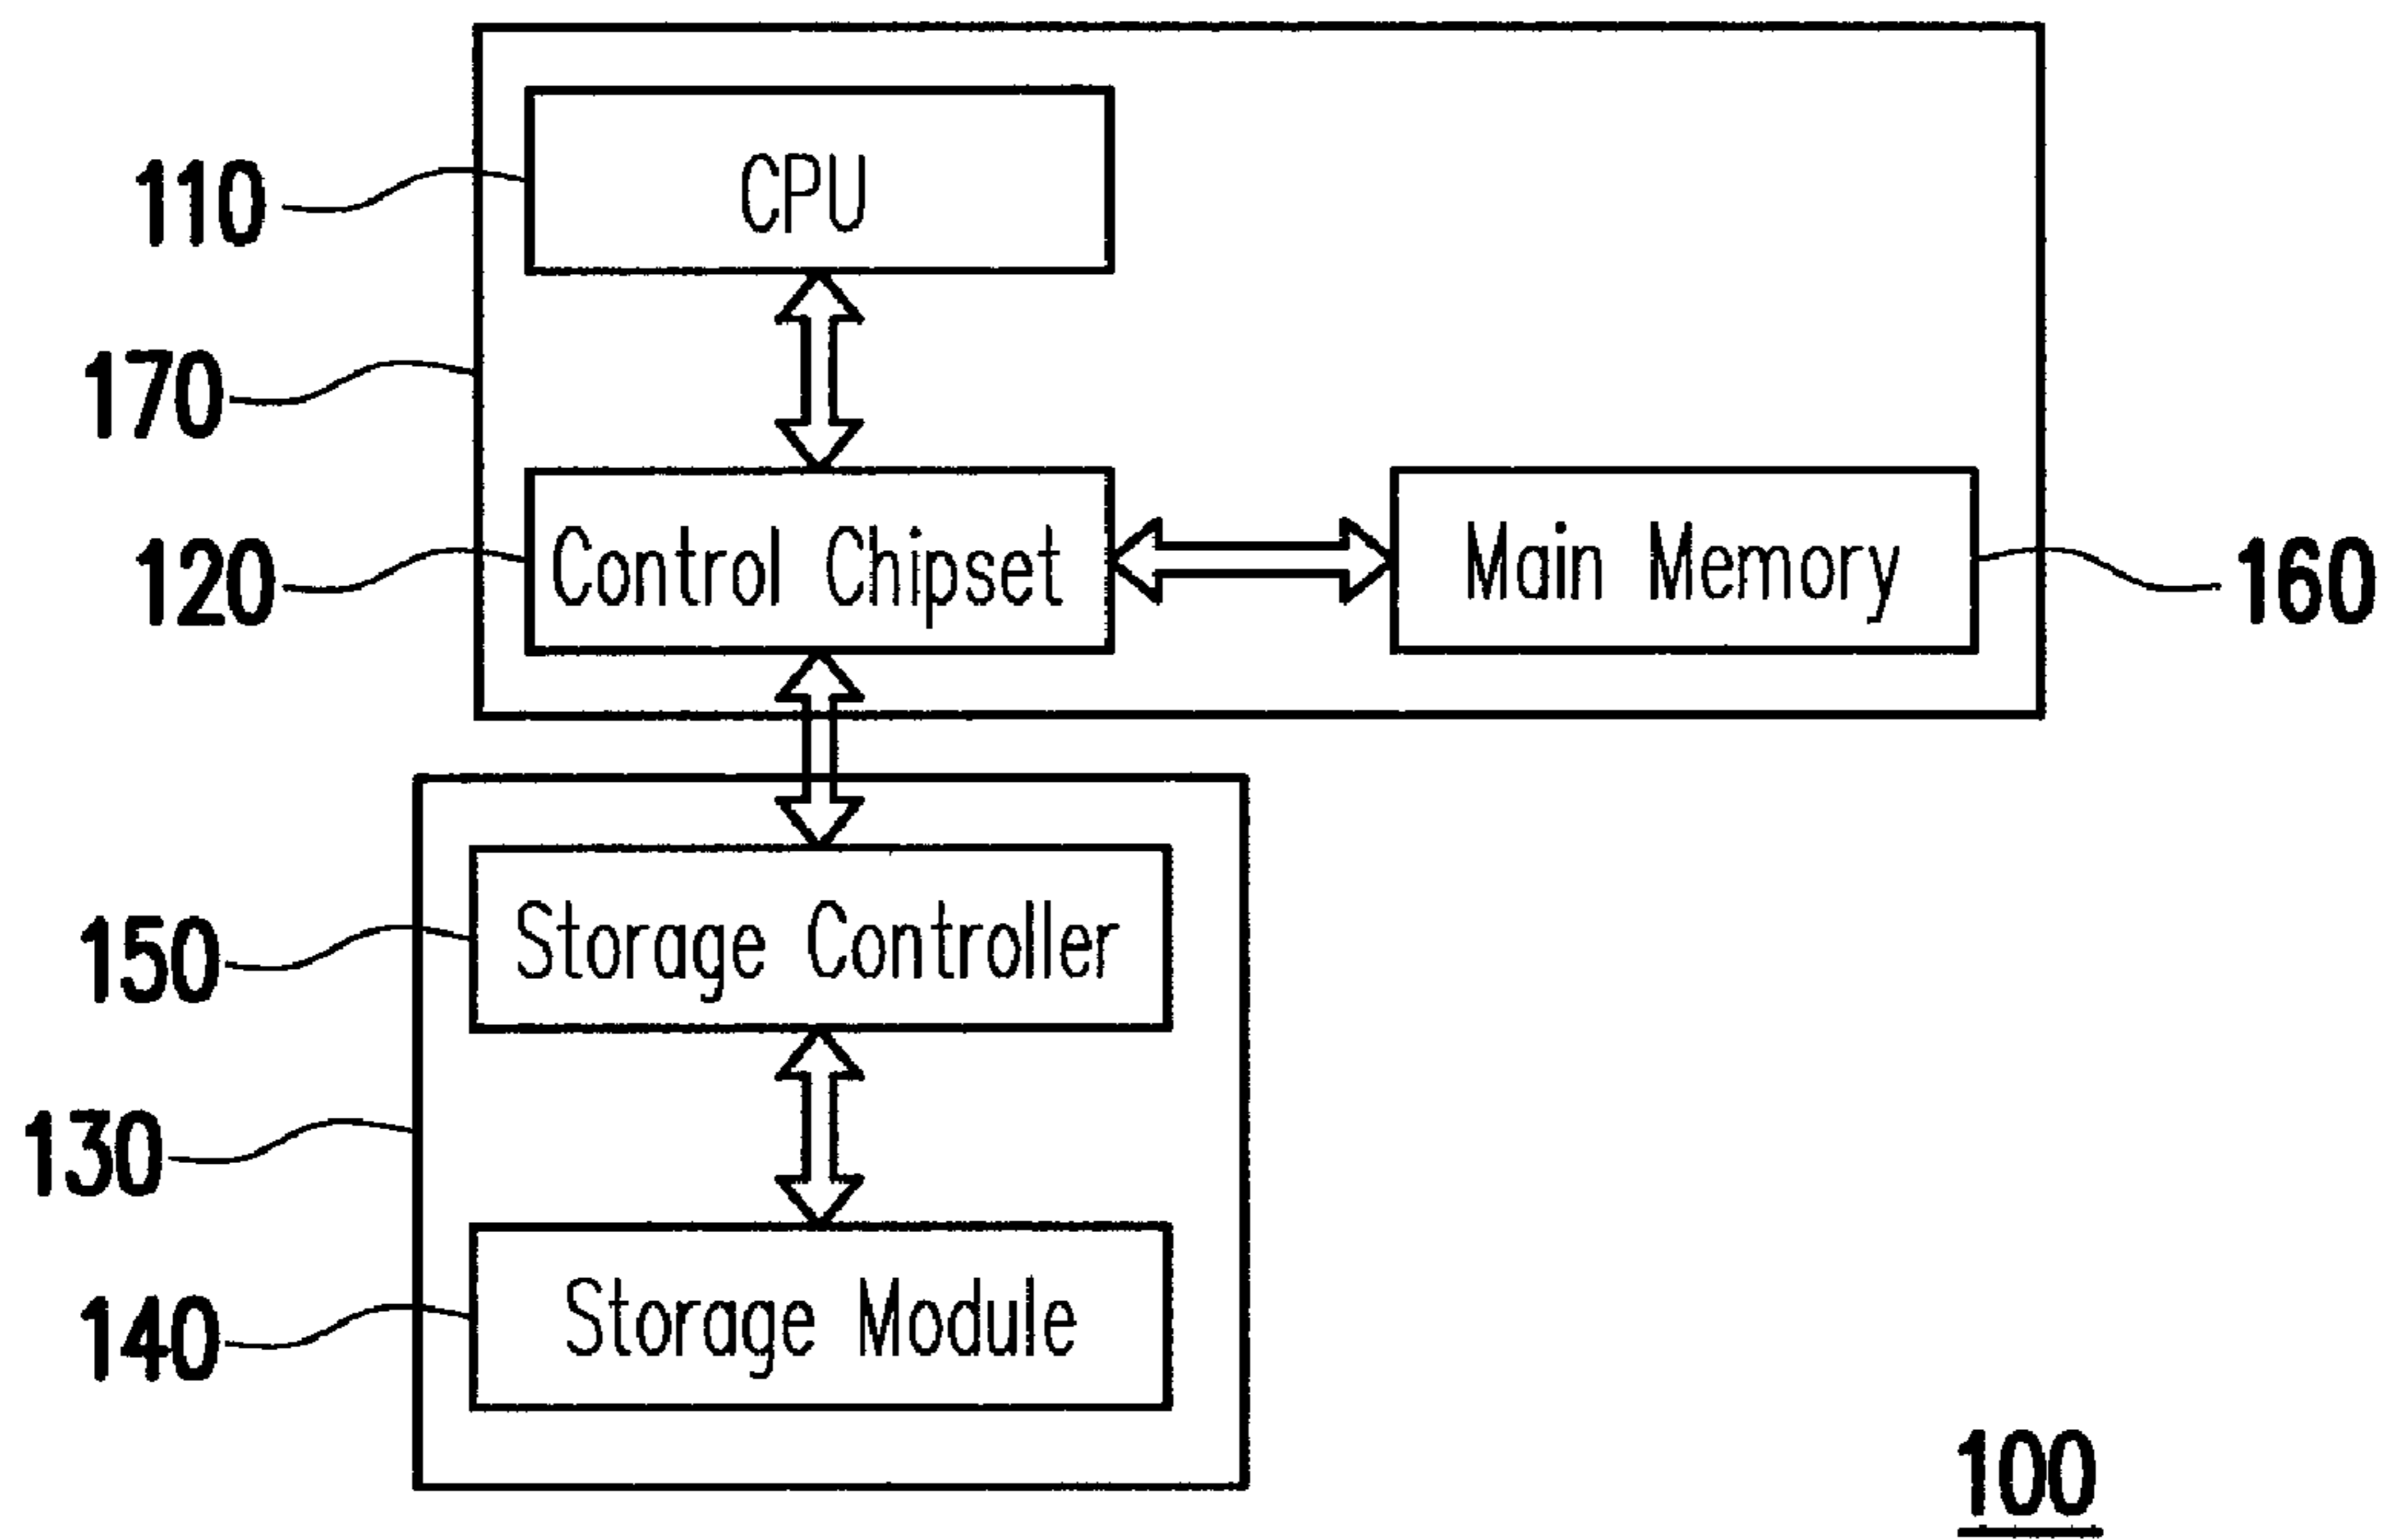 CPU
110
170
120
Control Chipset
Main Memory
160
150
Storage Controller
130
140
Storage Module
100